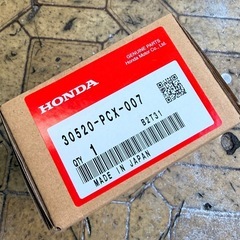 GENUINE PARTS
Honda Motor Co., Ltd.
HONDA
30520-PCX-007
QTY
1
B2T31
MADE IN JAPAN